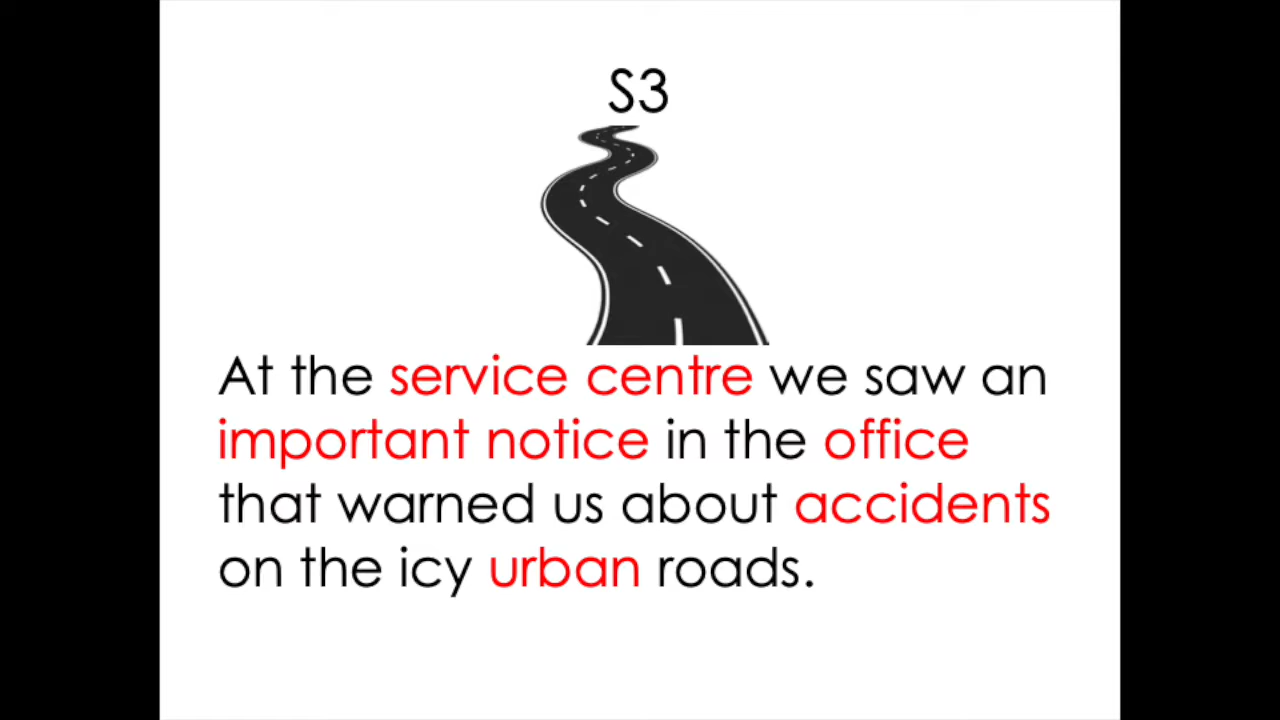 S3
At the service centre we saw an
important notice in the office
that warned us about accidents
on the icy urban roads.